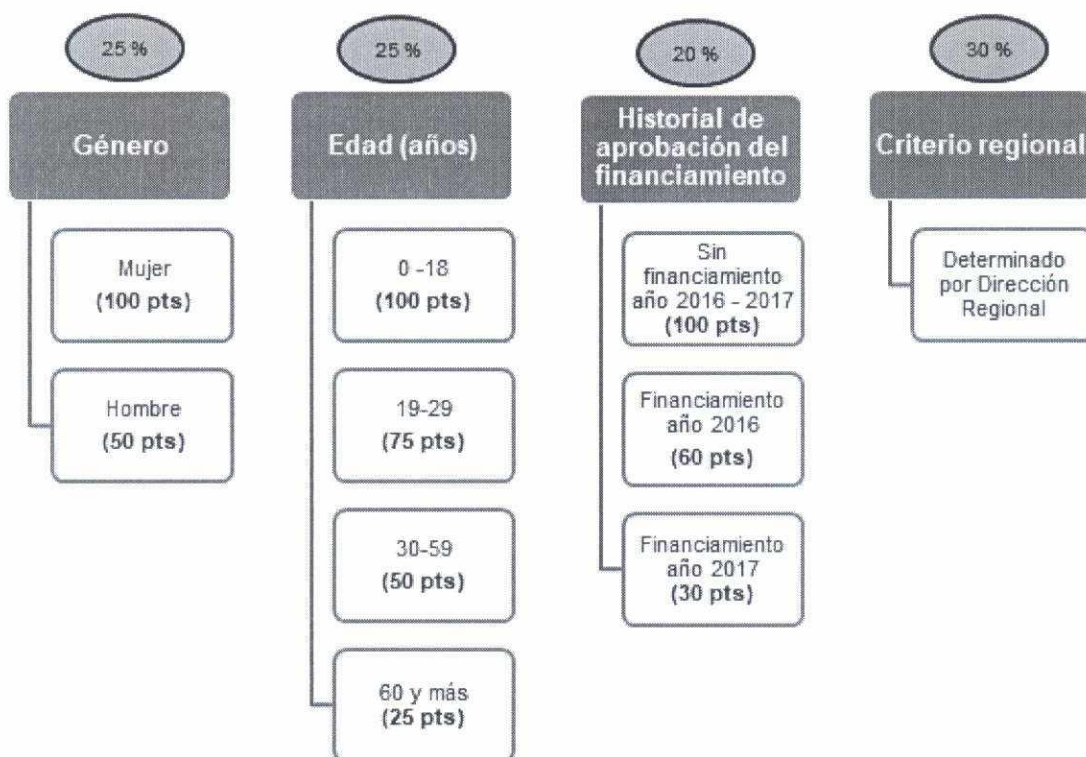 25 %
Género
Mujer
(100 pts)
Hombre
(50 pts)
25 %
Edad (años)
0 -18
(100 pts)
19-29
(75 pts)
30-59
(50 pts)
60 y más
(25 pts)
20 %
Historial de
aprobación del
financiamiento
Sin
financiamiento
año 2016 - 2017
(100 pts)
Financiamiento
año 2016
(60 pts)
Financiamiento
año 2017
(30 pts)
30 %
Criterio regional
Determinado
por Dirección
Regional